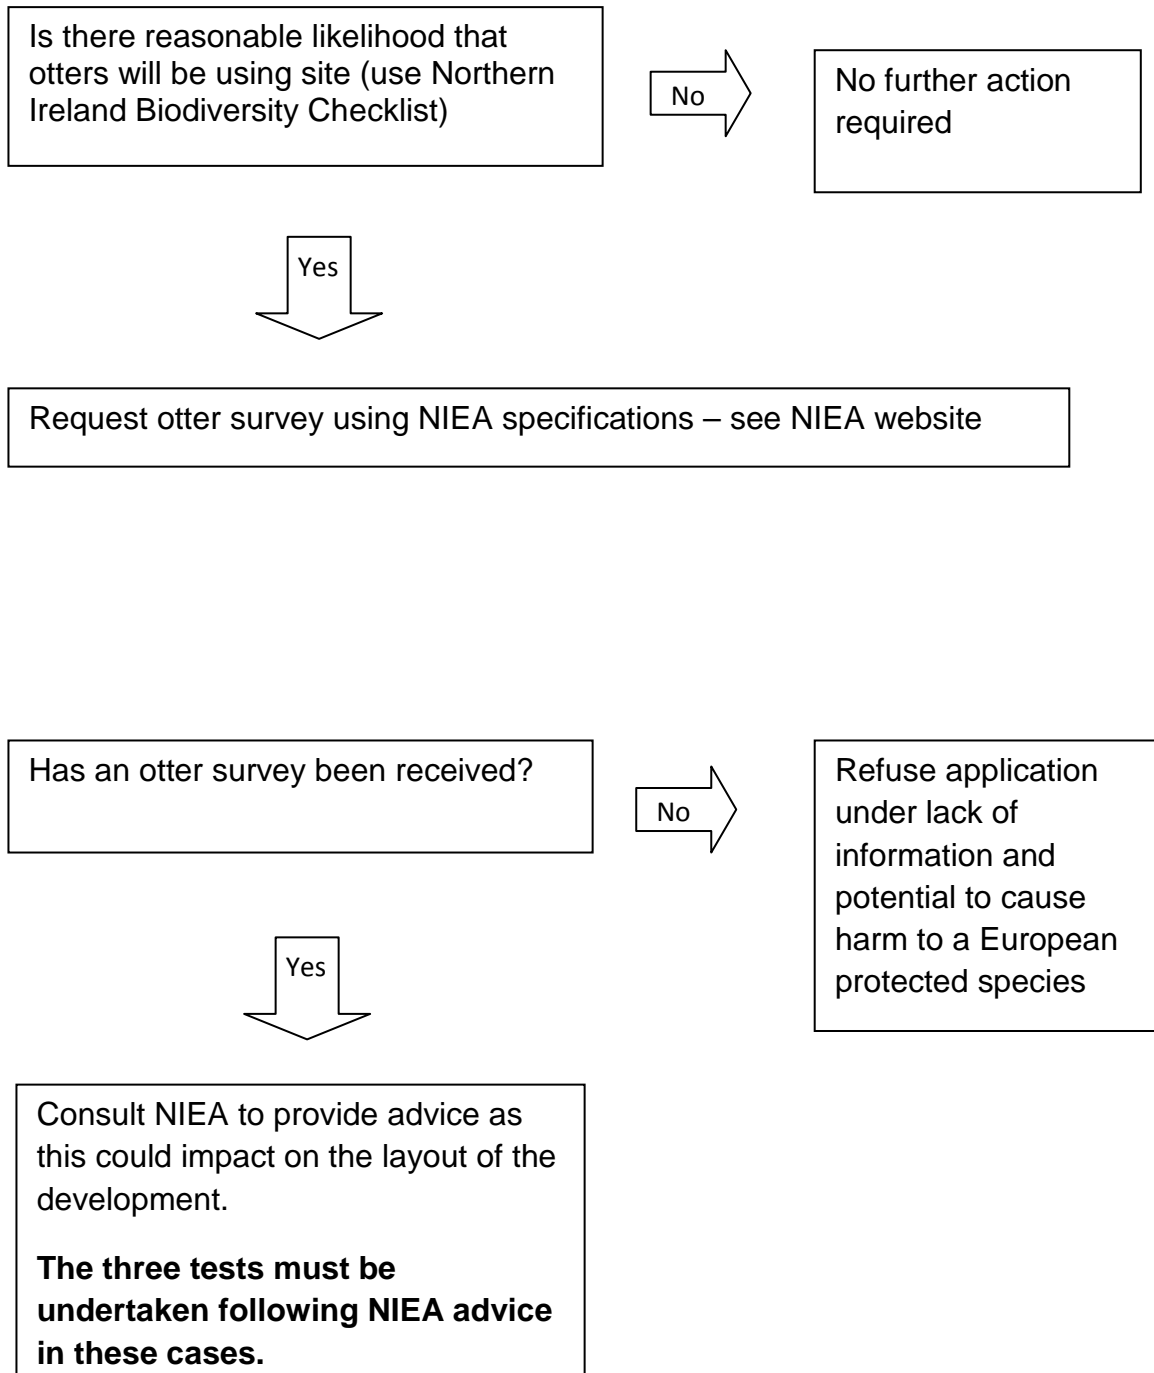 Is there reasonable likelihood that
otters will be using site (use Northern
Ireland Biodiversity Checklist)
No
No further action
required
Yes
Request otter survey using NIEA specifications – see NIEA website
Has an otter survey been received?
No
Refuse application
under lack of
information and
potential to cause
harm to a European
protected species
Yes
Consult NIEA to provide advice as
this could impact on the layout of the
development.
The three tests must be
undertaken following NIEA advice
in these cases.